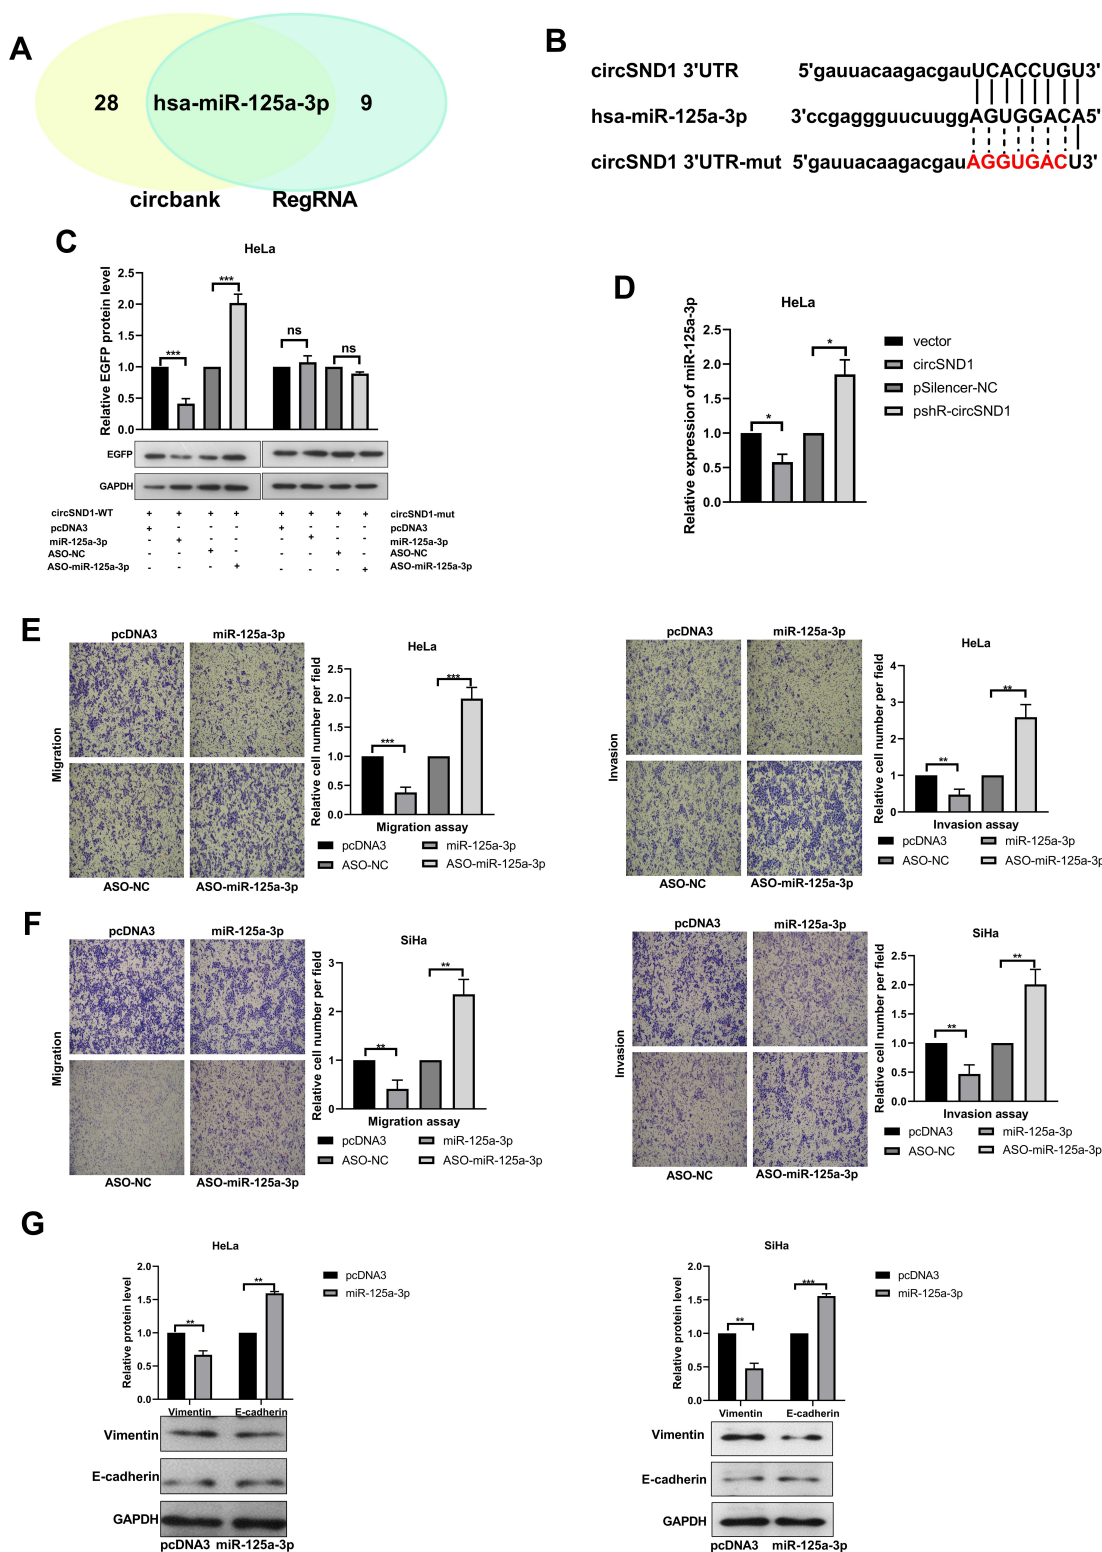 A
28 hsa-miR-125a-3p 9
circbank RegRNA
B
circSND1 3'UTR 5'gauuacaagacgauUCACCUGU3'
hsa-miR-125a-3p 3'ccgaggguucuuggAGUGGACA5'
circSND1 3'UTR-mut 5'gauuacaagacgauAGGUGACU3'
C
HeLa
Relative EGFP protein level
2.5
2.0
1.5
1.0
0.5
0.0
*** *** ns ns
EGFP
GAPDH
circSND1-WT + + + + + + + + circSND1-mut
pcDNA3 + - - - + - - - pcDNA3
miR-125a-3p - + - - - + - - miR-125a-3p
ASO-NC - - + - - - + - ASO-NC
ASO-miR-125a-3p - - - + - - - + ASO-miR-125a-3p
D
HeLa
Relative expression of miR-125a-3p
2.5
2.0
1.5
1.0
0.5
0.0
* *
vector
circSND1
pSilencer-NC
pshR-circSND1
E
pcDNA3 miR-125a-3p
Migration
ASO-NC ASO-miR-125a-3p
HeLa
Relative cell number per field
2.5
2.0
1.5
1.0
0.5
0.0
*** ***
Migration assay
pcDNA3 miR-125a-3p
ASO-NC ASO-miR-125a-3p
pcDNA3 miR-125a-3p
Invasion
ASO-NC ASO-miR-125a-3p
HeLa
Relative cell number per field
4
3
2
1
0
** **
Invasion assay
pcDNA3 miR-125a-3p
ASO-NC ASO-miR-125a-3p
F
pcDNA3 miR-125a-3p
Migration
ASO-NC ASO-miR-125a-3p
SiHa
Relative cell number per field
3
2
1
0
** **
Migration assay
pcDNA3 miR-125a-3p
ASO-NC ASO-miR-125a-3p
pcDNA3 miR-125a-3p
Invasion
ASO-NC ASO-miR-125a-3p
SiHa
Relative cell number per field
2.5
2.0
1.5
1.0
0.5
0.0
** **
Invasion assay
pcDNA3 miR-125a-3p
ASO-NC ASO-miR-125a-3p
G
HeLa
Relative protein level
2.0
1.5
1.0
0.5
0.0
** **
Vimentin E-cadherin
pcDNA3
miR-125a-3p
Vimentin
E-cadherin
GAPDH
pcDNA3 miR-125a-3p
SiHa
Relative protein level
2.0
1.5
1.0
0.5
0.0
** ***
Vimentin E-cadherin
pcDNA3
miR-125a-3p
Vimentin
E-cadherin
GAPDH
pcDNA3 miR-125a-3p